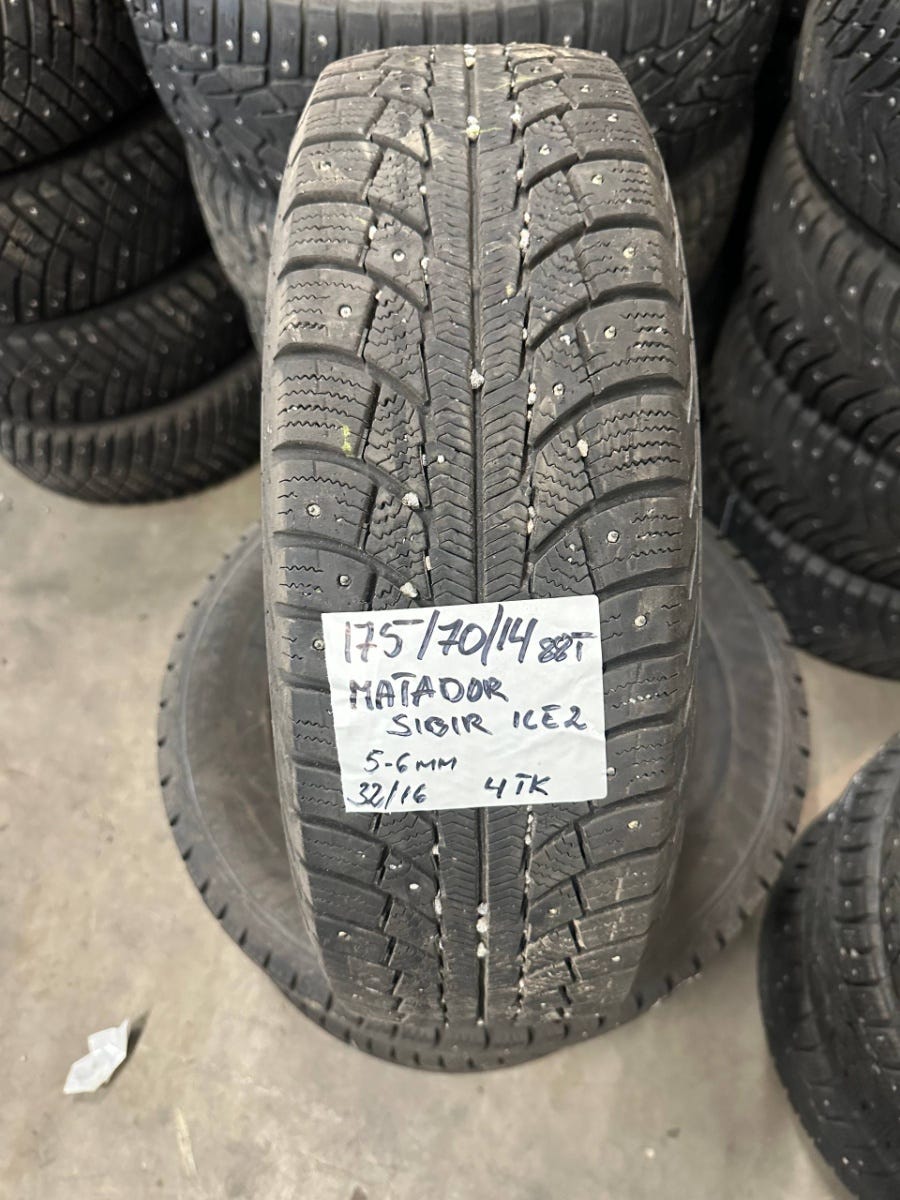 175/70/14 88T
MATADOR
SIBIR ICE2
5-6mm
32/16 4TK